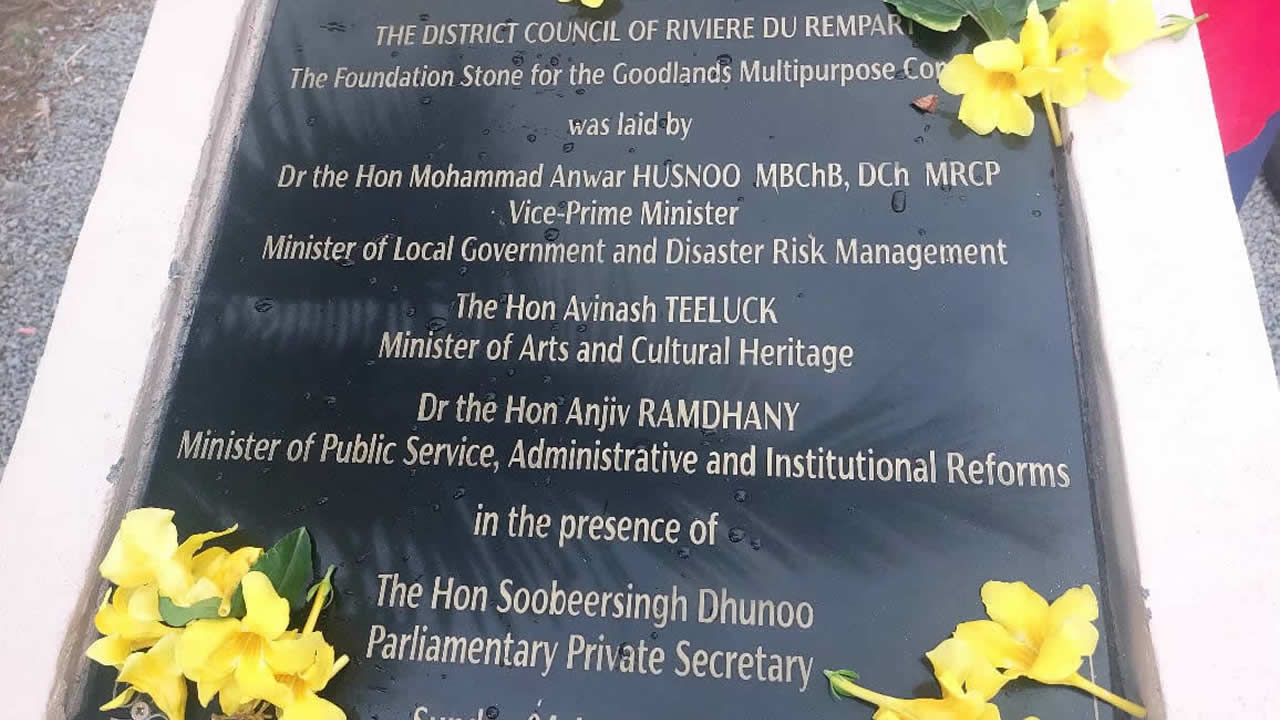 THE DISTRICT COUNCIL OF RIVIERE DU REMPART
The Foundation Stone for the Goodlands Multipurpose
was laid by
Dr the Hon Mohammad Anwar HUSNOO MBChB, DCh MRCP
Vice-Prime Minister
Minister of Local Government and Disaster Risk Management
The Hon Avinash TEELUCK
Minister of Arts and Cultural Heritage
Dr the Hon Anjiv RAMDHANY
Minister of Public Service, Administrative and Institutional Reforms
in the presence of
The Hon Soobeersingh Dhunoo
Parliamentary Private Secretary